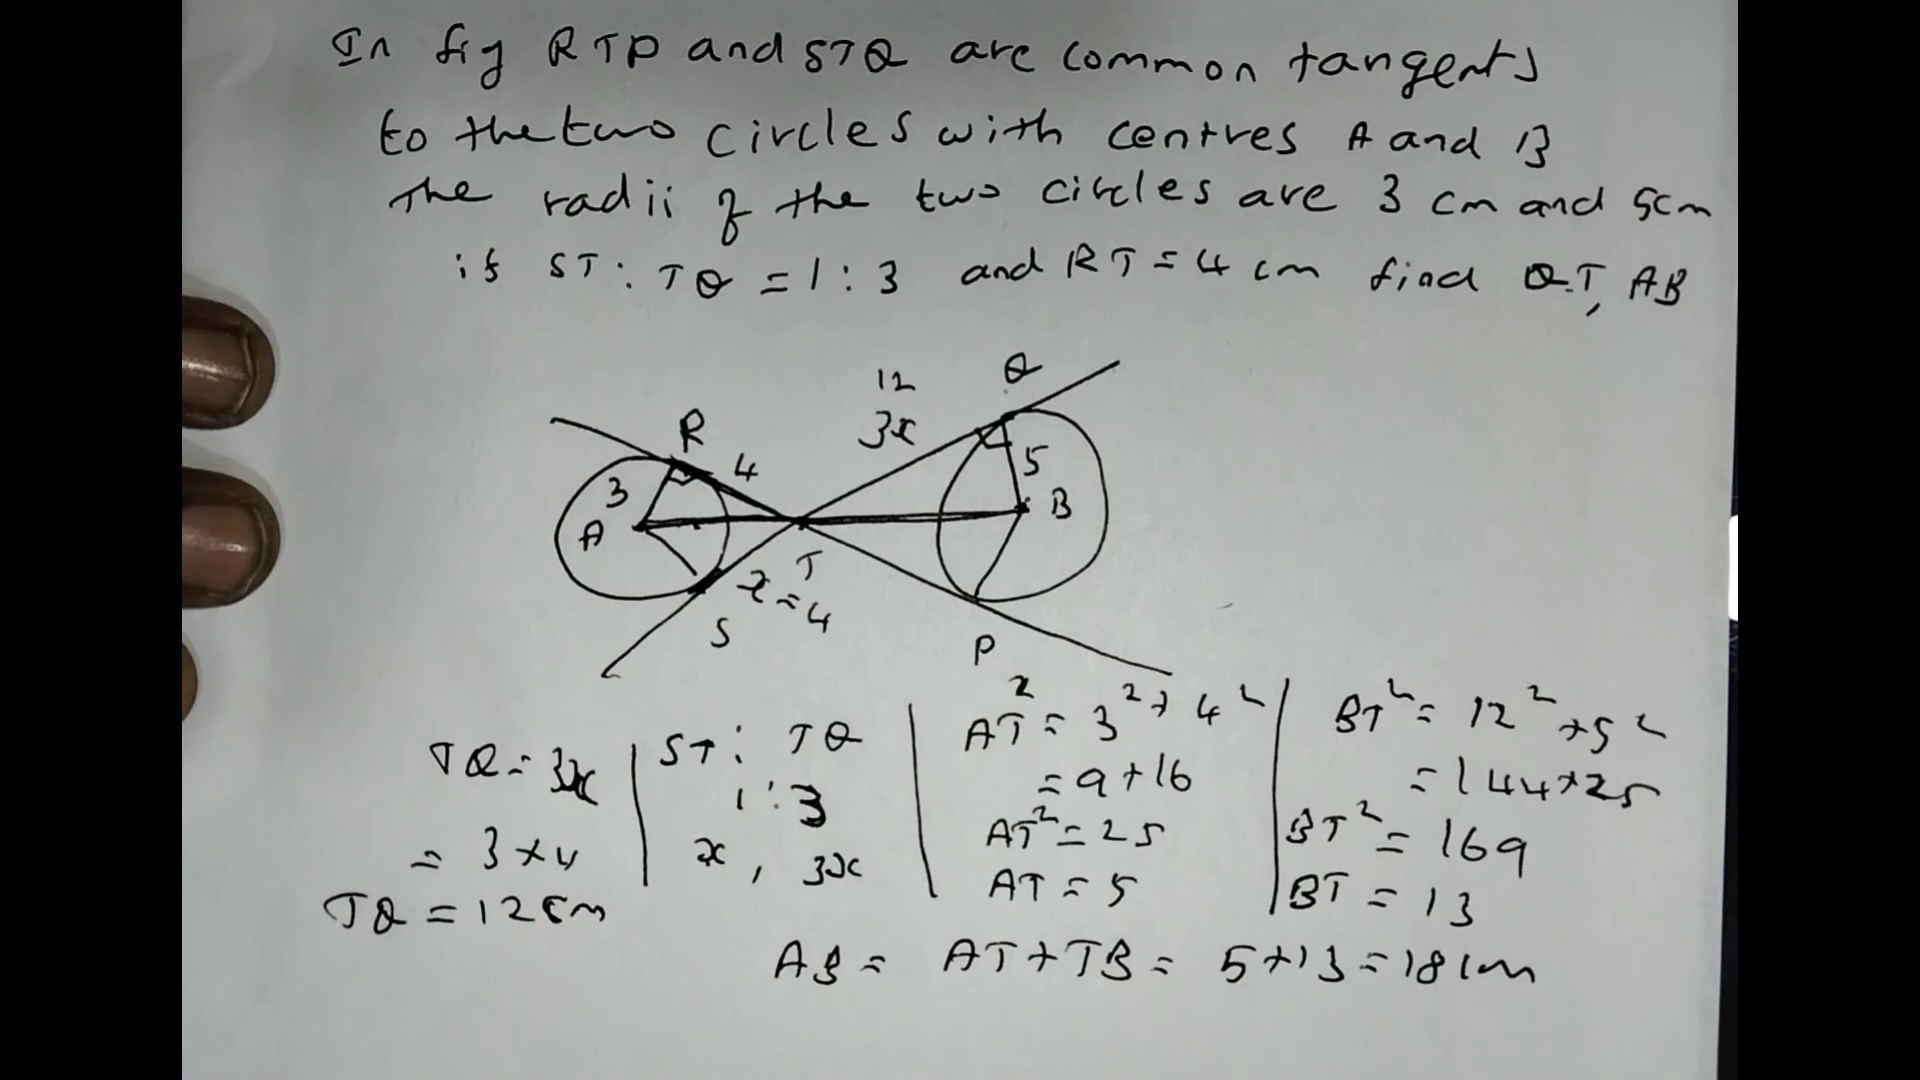 In fig RTP and STQ are common tangents
to the two circles with centres A and B
The radii of the two circles are 3 cm and 5cm
if ST : TQ = 1 : 3 and RT = 4 cm find QT, AB
12
Q
3x
R
4
5
3
B
A
T
x = 4
S
P
TQ = 3x
= 3 × 4
TQ = 12 cm
ST : TQ
1 : 3
x , 3x
AT² = 3² + 4²
= 9 + 16
AT² = 25
AT = 5
BT² = 12² + 5²
= 144 + 25
BT² = 169
BT = 13
AB = AT + TB = 5 + 13 = 18 cm